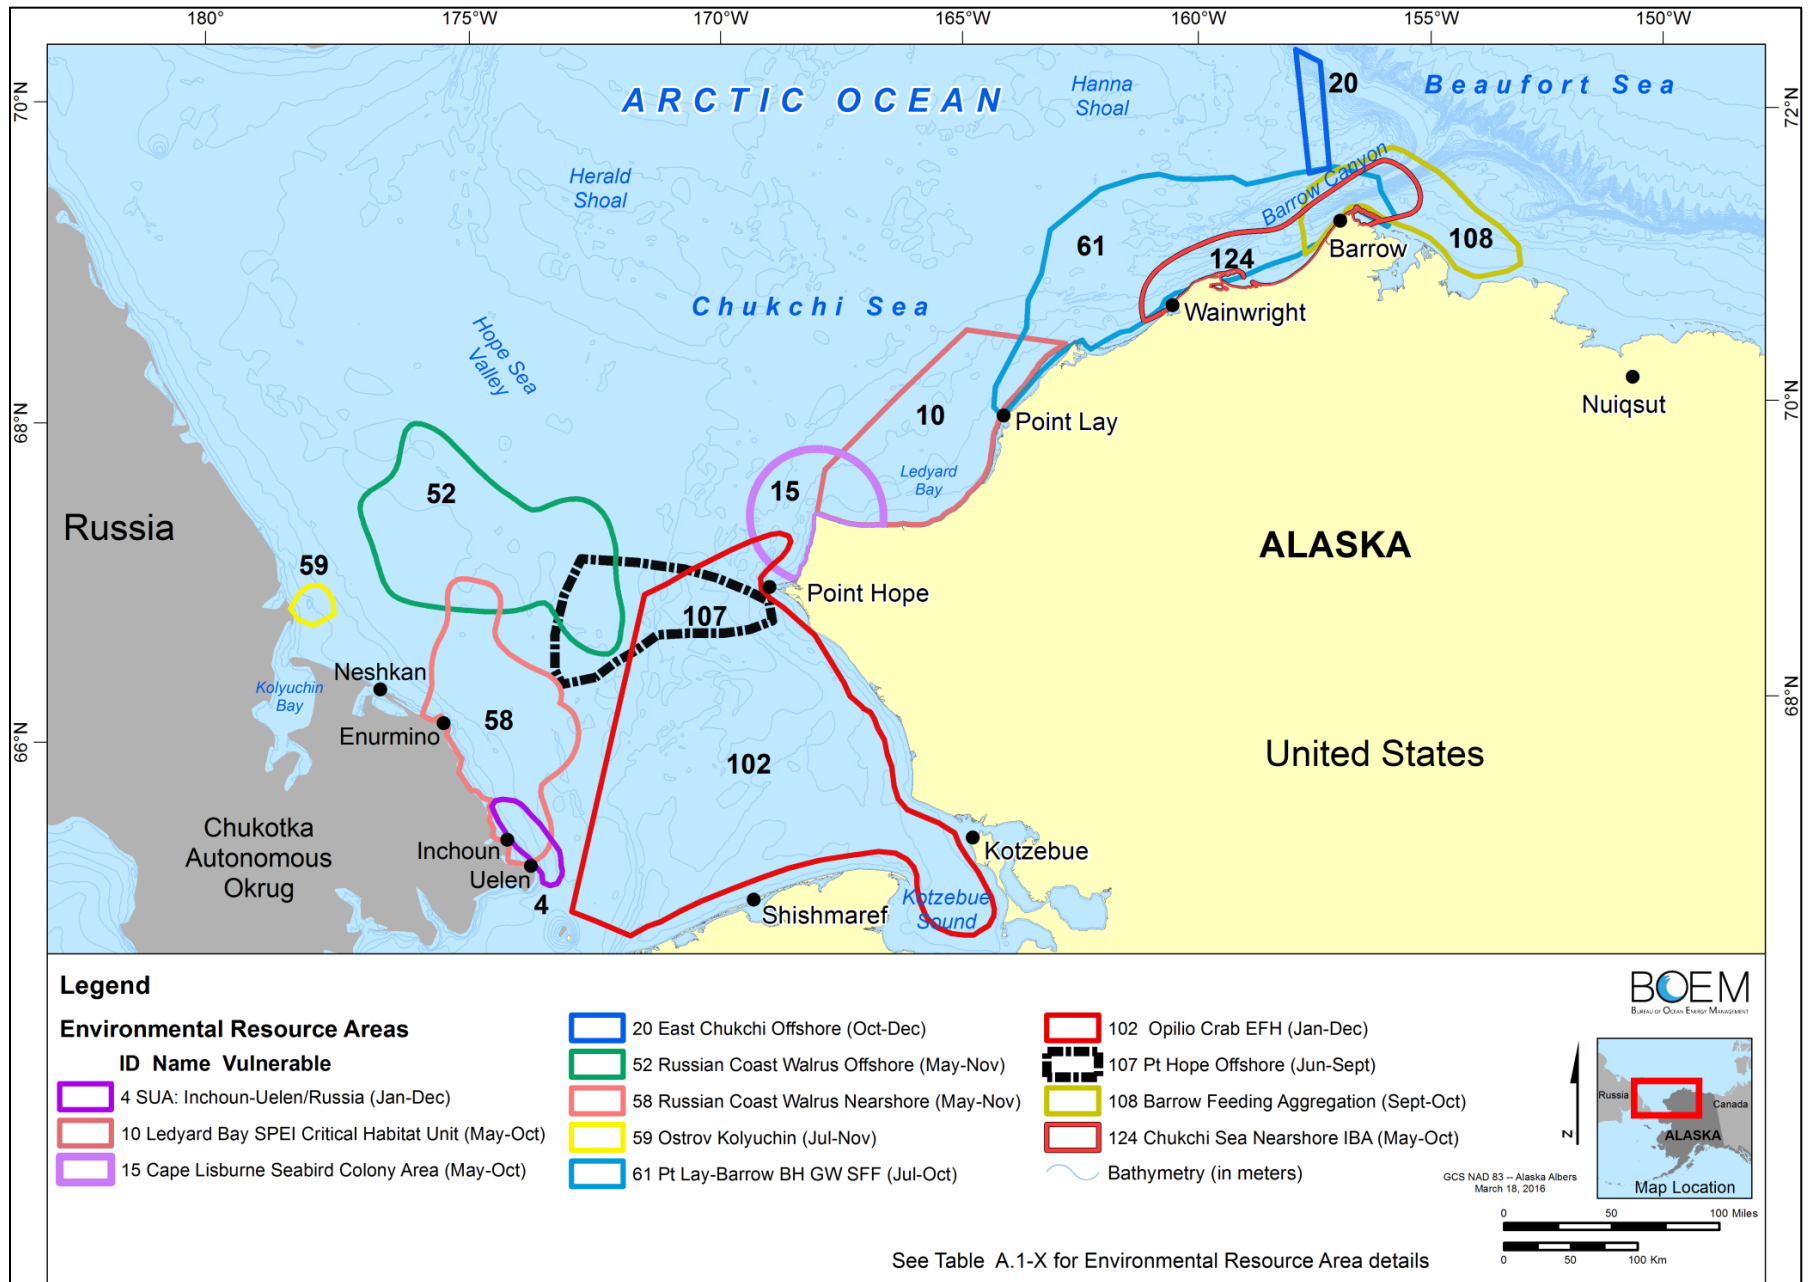 180°
175°W
170°W
165°W
160°W
155°W
150°W
70°N
68°N
66°N
72°N
70°N
68°N
ARCTIC OCEAN
Hanna
Shoal
20
Beaufort Sea
Herald
Shoal
Barrow Canyon
61
108
Barrow
124
Chukchi Sea
Wainwright
Hope Sea
Valley
Nuiqsut
10
Point Lay
52
15
Ledyard
Bay
Russia
ALASKA
59
Point Hope
107
Neshkan
Kolyuchin
Bay
58
Enurmino
102
United States
Chukotka
Autonomous
Okrug
Inchoun
Uelen
4
Kotzebue
Kotzebue
Sound
Shishmaref
Legend
Environmental Resource Areas
ID Name Vulnerable
4 SUA: Inchoun-Uelen/Russia (Jan-Dec)
10 Ledyard Bay SPEI Critical Habitat Unit (May-Oct)
15 Cape Lisburne Seabird Colony Area (May-Oct)
20 East Chukchi Offshore (Oct-Dec)
52 Russian Coast Walrus Offshore (May-Nov)
58 Russian Coast Walrus Nearshore (May-Nov)
59 Ostrov Kolyuchin (Jul-Nov)
61 Pt Lay-Barrow BH GW SFF (Jul-Oct)
102 Opilio Crab EFH (Jan-Dec)
107 Pt Hope Offshore (Jun-Sept)
108 Barrow Feeding Aggregation (Sept-Oct)
124 Chukchi Sea Nearshore IBA (May-Oct)
Bathymetry (in meters)
BOEM
BUREAU OF OCEAN ENERGY MANAGEMENT
N
Russia
Canada
ALASKA
Map Location
GCS NAD 83 -- Alaska Albers
March 18, 2016
0 50 100 Miles
0 50 100 Km
See Table A.1-X for Environmental Resource Area details